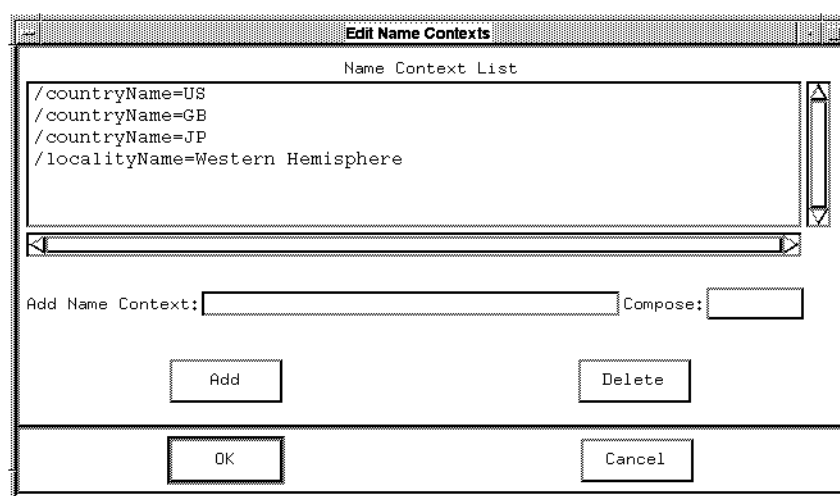 Edit Name Contexts
Name Context List
/countryName=US
/countryName=GB
/countryName=JP
/localityName=Western Hemisphere
Add Name Context: Compose:
Add Delete
OK Cancel